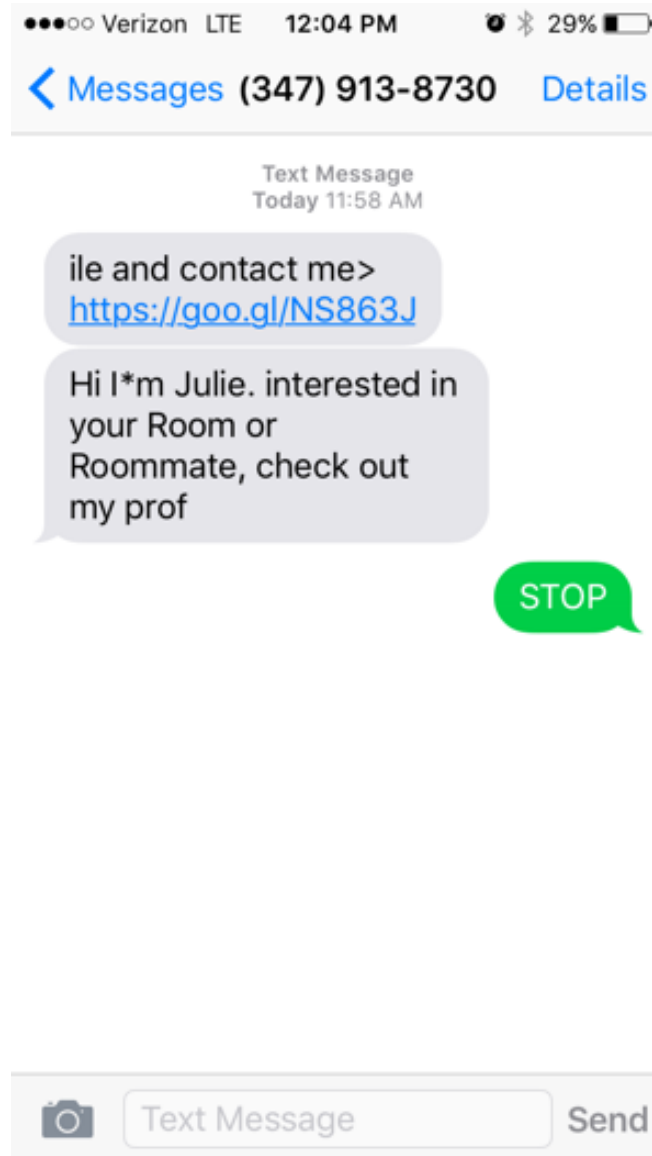 Verizon LTE 12:04 PM 29%
Messages (347) 913-8730 Details
Text Message
Today 11:58 AM
ile and contact me>
https://goo.gl/NS863J
Hi I*m Julie. interested in
your Room or
Roommate, check out
my prof
STOP
Text Message Send